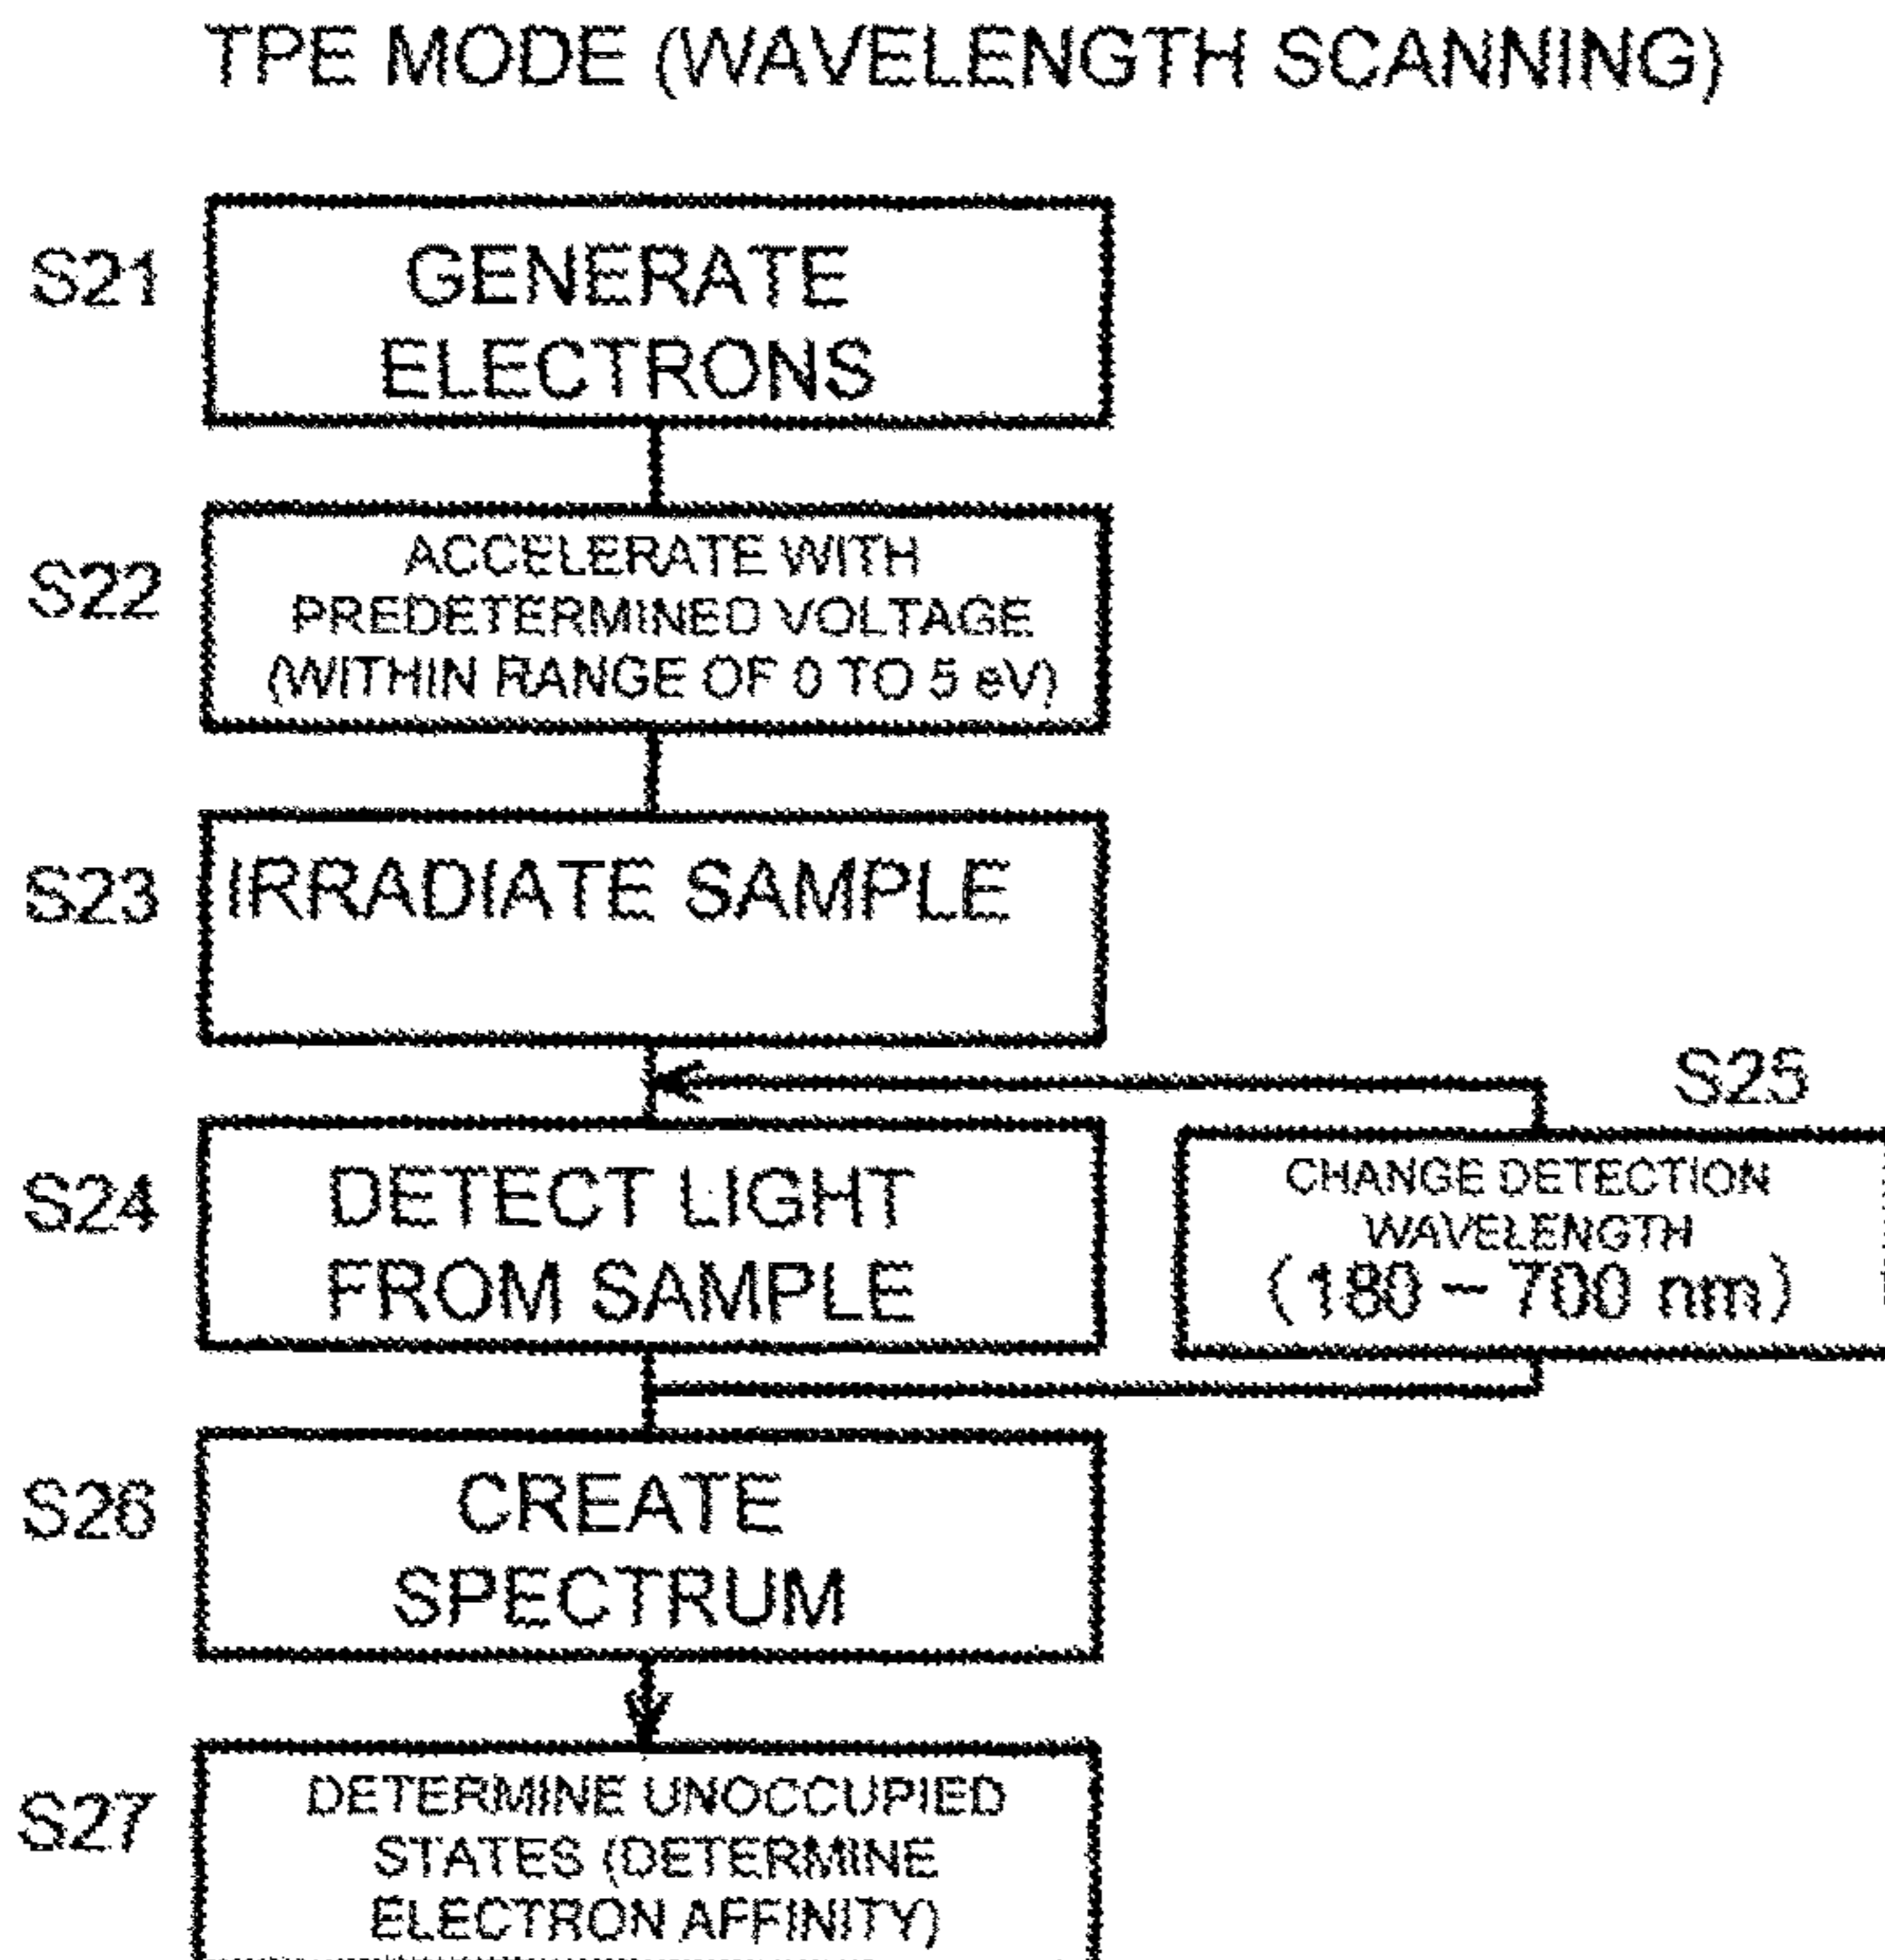 TPE MODE (WAVELENGTH SCANNING)
S21
GENERATE
ELECTRONS
S22
ACCELERATE WITH
PREDETERMINED VOLTAGE
(WITHIN RANGE OF 0 TO 5 eV)
S23
IRRADIATE SAMPLE
S24
DETECT LIGHT
FROM SAMPLE
S25
CHANGE DETECTION
WAVELENGTH
(180 – 700 nm)
S26
CREATE
SPECTRUM
S27
DETERMINE UNOCCUPIED
STATES (DETERMINE
ELECTRON AFFINITY)